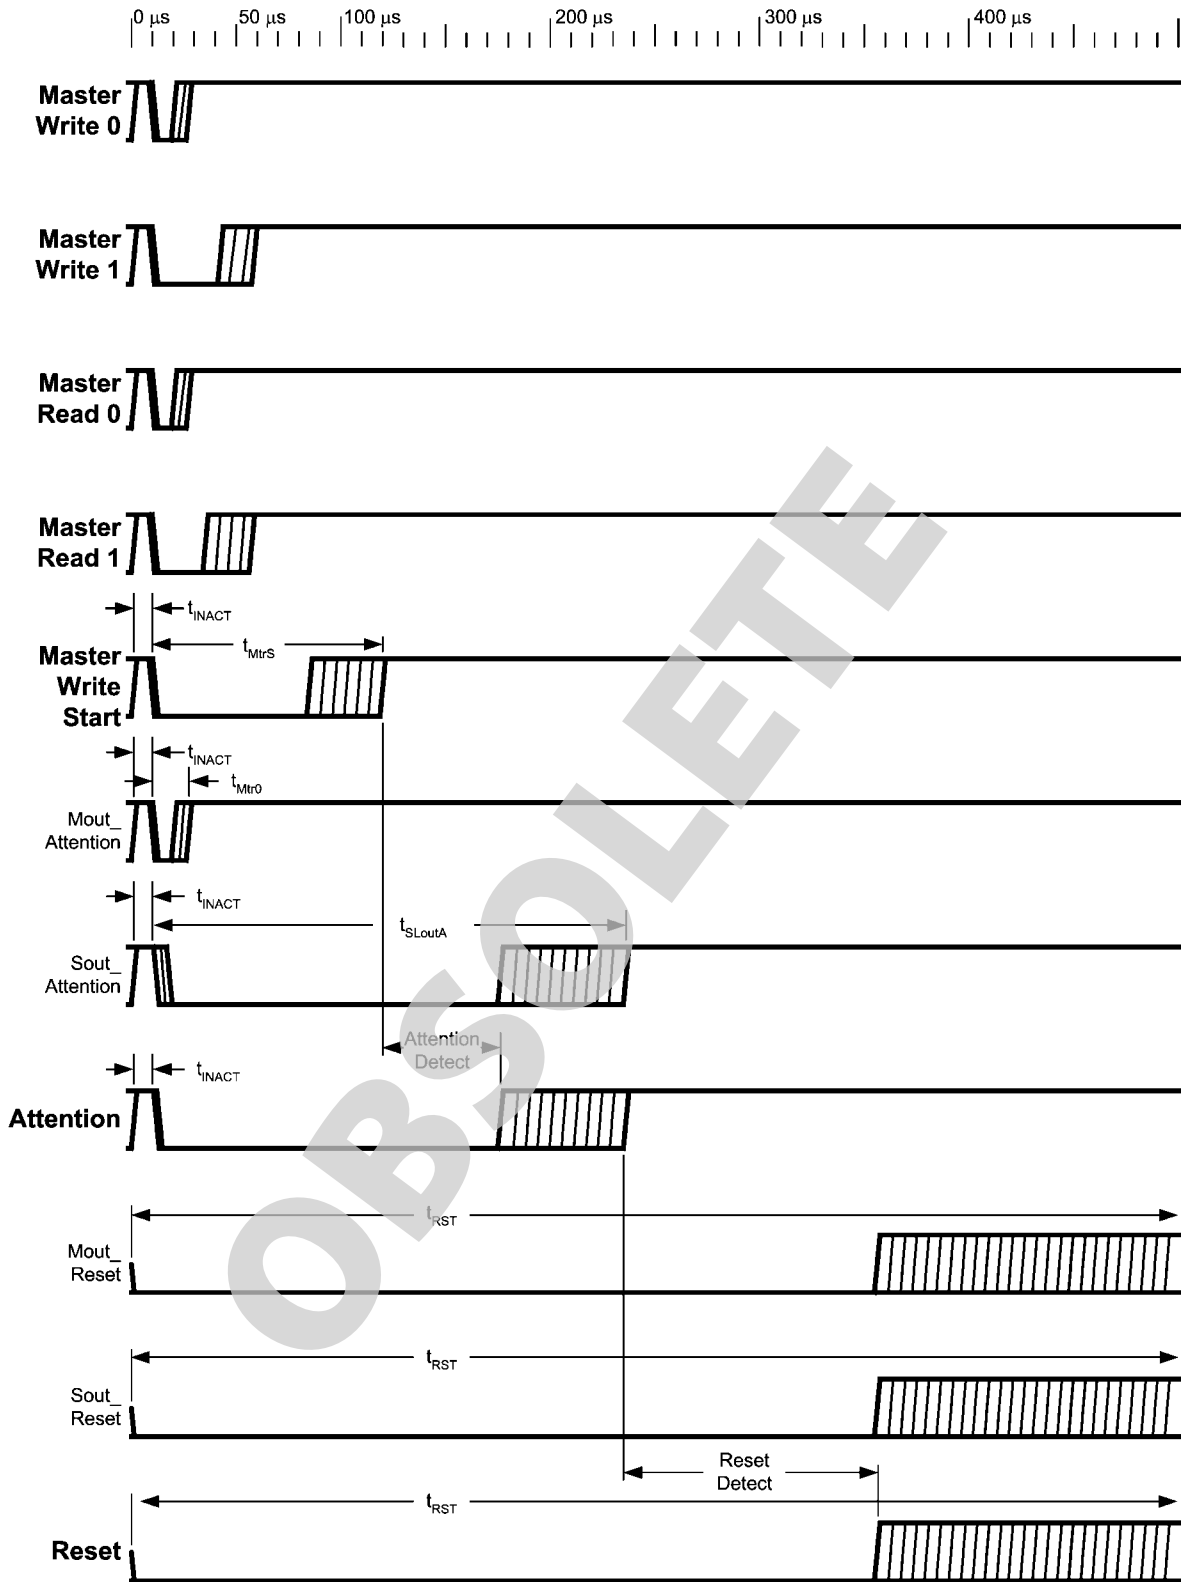 0 µs 50 µs 100 µs 200 µs 300 µs 400 µs
Master
Write 0
Master
Write 1
Master
Read 0
Master
Read 1
tINACT
tMtrS
Master
Write
Start
tINACT
tMtr0
Mout_
Attention
tINACT
tSLoutA
Sout_
Attention
Attention
Detect
tINACT
Attention
tRST
Mout_
Reset
tRST
Sout_
Reset
Reset
Detect
tRST
Reset
OBSOLETE